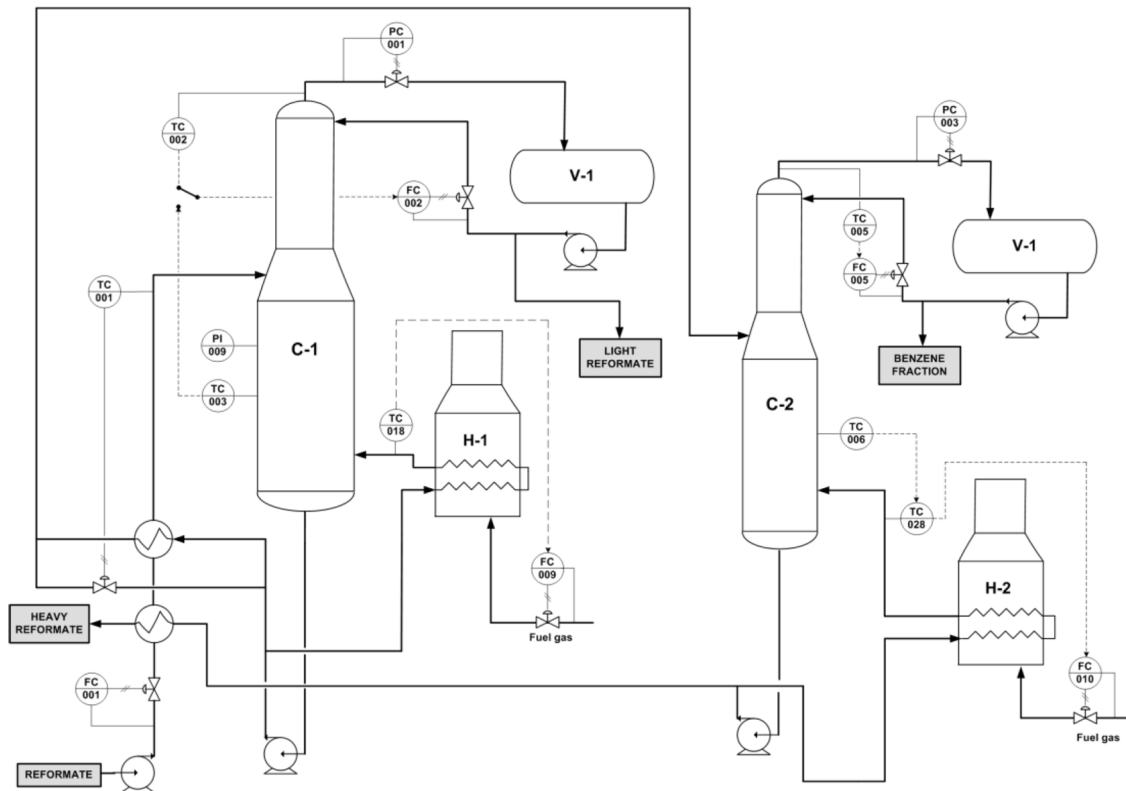 PC
001
TC
002
PC
003
V-1
FC
002
TC
005
V-1
FC
005
TC
001
PI
009
C-1
TC
003
LIGHT
REFORMATE
BENZENE
FRACTION
TC
018
H-1
C-2
TC
006
TC
028
FC
009
Fuel gas
H-2
HEAVY
REFORMATE
FC
001
FC
010
Fuel gas
REFORMATE